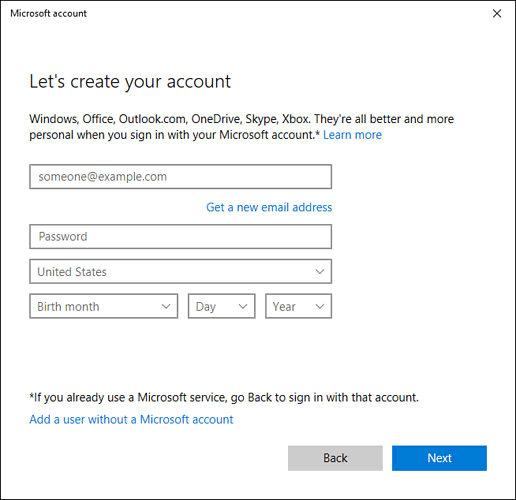 Microsoft account
Let's create your account
Windows, Office, Outlook.com, OneDrive, Skype, Xbox. They're all better and more
personal when you sign in with your Microsoft account.* Learn more
someone@example.com
Get a new email address
Password
United States
Birth month Day Year
*If you already use a Microsoft service, go Back to sign in with that account.
Add a user without a Microsoft account
Back Next